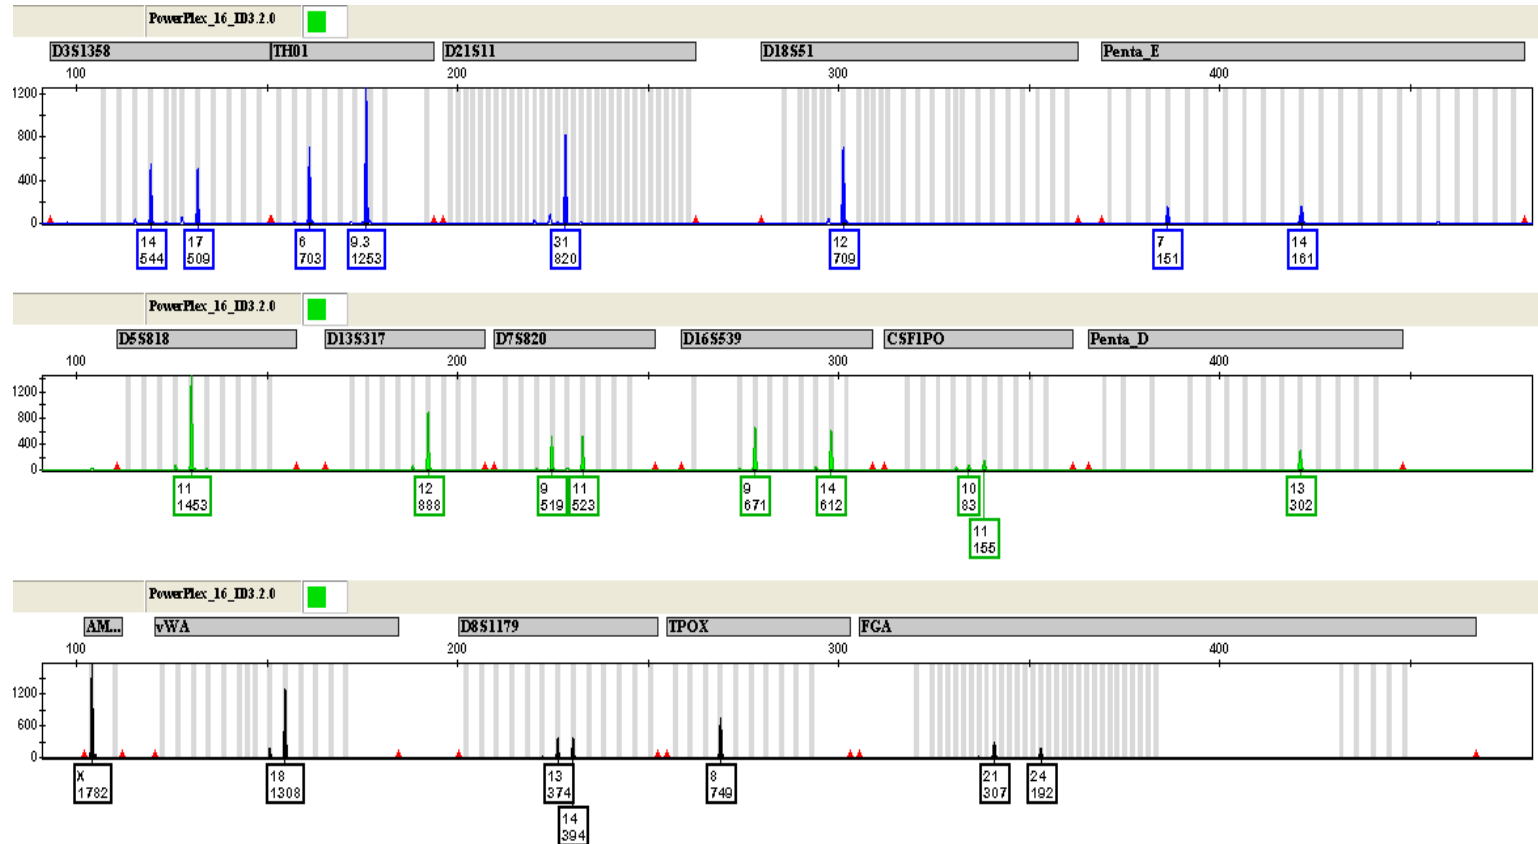 PowerPlex_16_ID3.2.0
D3S1358 TH01 D21S11 D18S51 Penta_E
100 200 300 400
1200
800
400
0
14 17 6 9.3 31 12 7 14
544 509 703 1253 820 709 151 161
PowerPlex_16_ID3.2.0
D5S818 D13S317 D7S820 D16S539 CSF1PO Penta_D
100 200 300 400
1200
800
400
0
11 12 9 11 9 14 10 13
1453 888 519 523 671 612 83 302
11
155
PowerPlex_16_ID3.2.0
AM... vWA D8S1179 TPOX FGA
100 200 300 400
1200
600
0
X 18 13 8 21 24
1782 1308 374 749 307 192
14
394